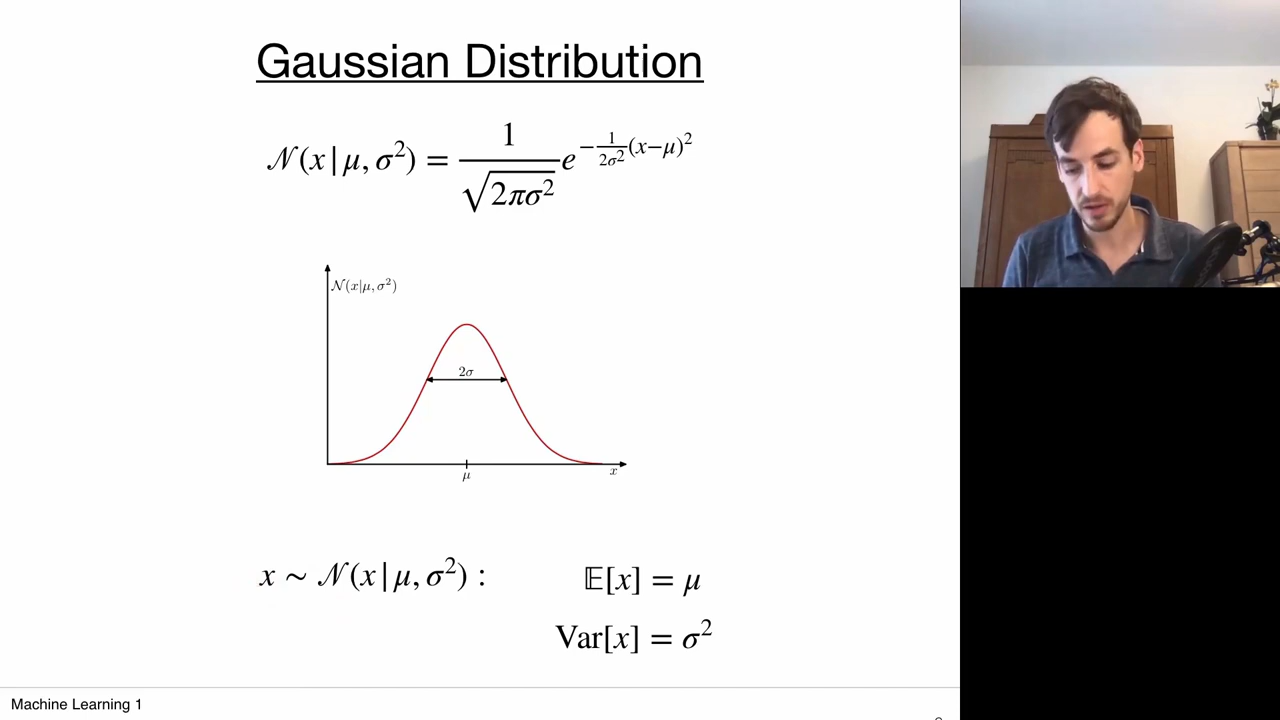 Gaussian Distribution
𝒩(x|μ, σ²) = 1/√(2πσ²) e^(−1/(2σ²)(x−μ)²)
𝒩(x|μ, σ²)
2σ
μ
x
x ∼ 𝒩(x|μ, σ²) :
𝔼[x] = μ
Var[x] = σ²
Machine Learning 1